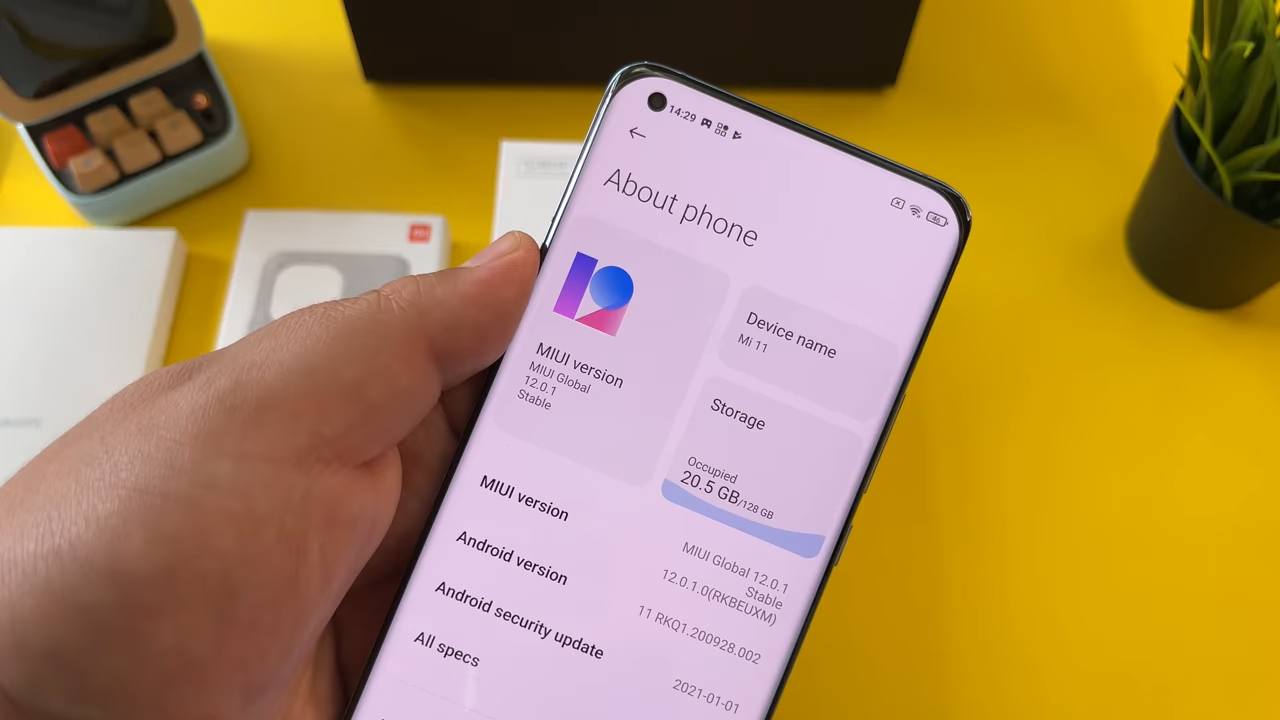 14:29
46
About phone
MIUI version
MIUI Global
12.0.1
Stable
Device name
Mi 11
Storage
Occupied
20.5 GB/128 GB
MIUI version
MIUI Global 12.0.1
Stable
12.0.1.0(RKBEUXM)
Android version
11 RKQ1.200928.002
Android security update
2021-01-01
All specs
mi